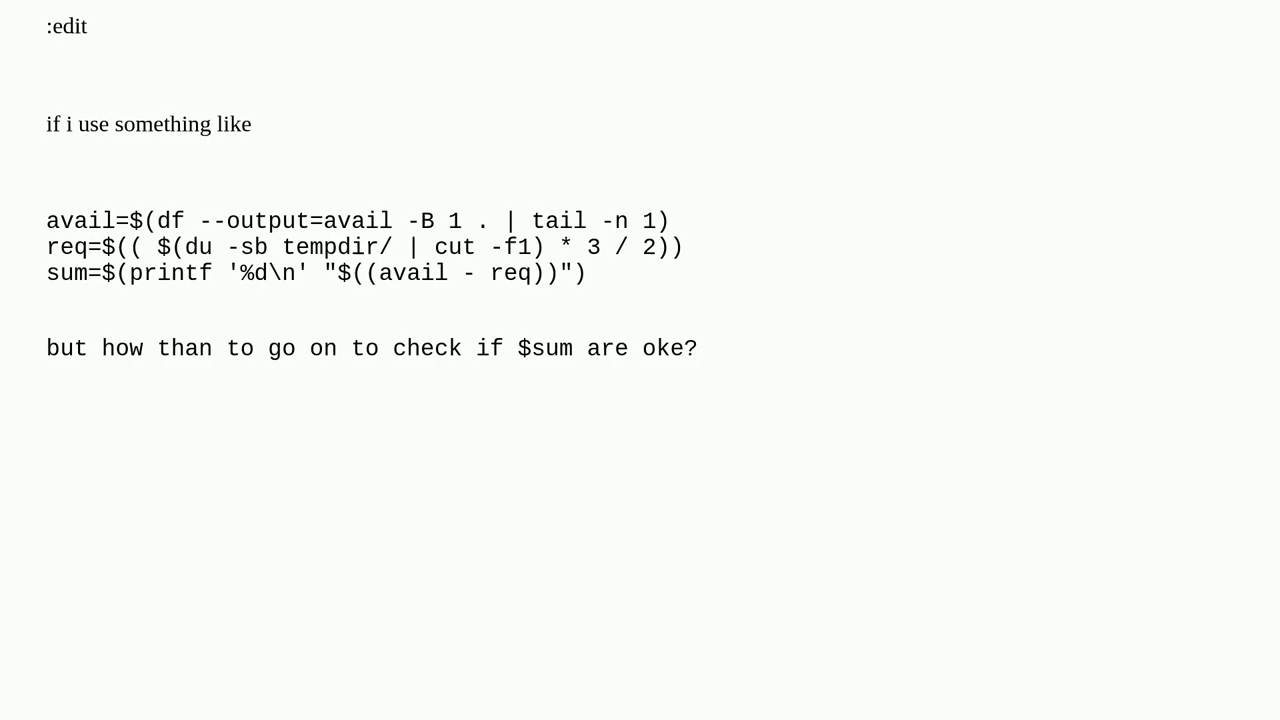 :edit
if i use something like
avail=$(df --output=avail -B 1 . | tail -n 1)
req=$(( $(du -sb tempdir/ | cut -f1) * 3 / 2))
sum=$(printf '%d\n' "$((avail - req))")
but how than to go on to check if $sum are oke?